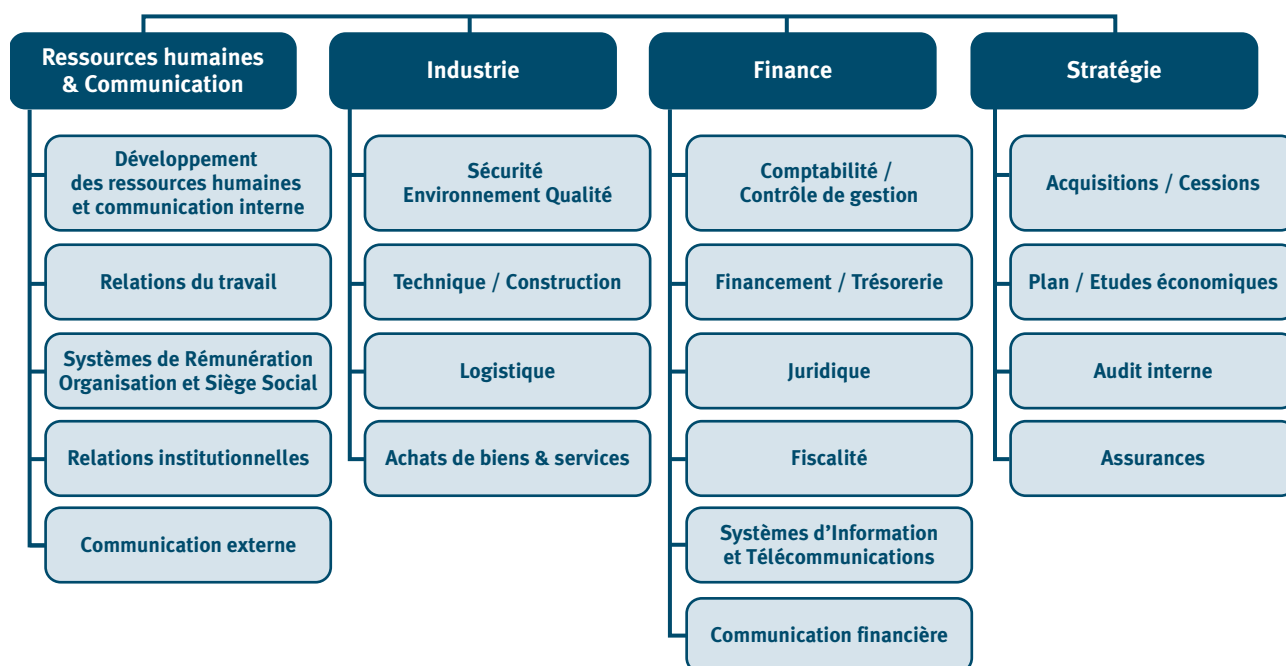 Ressources humaines
& Communication
Développement
des ressources humaines
et communication interne
Relations du travail
Systèmes de Rémunération
Organisation et Siège Social
Relations institutionnelles
Communication externe
Industrie
Sécurité
Environnement Qualité
Technique / Construction
Logistique
Achats de biens & services
Finance
Comptabilité /
Contrôle de gestion
Financement / Trésorerie
Juridique
Fiscalité
Systèmes d’Information
et Télécommunications
Communication financière
Stratégie
Acquisitions / Cessions
Plan / Etudes économiques
Audit interne
Assurances